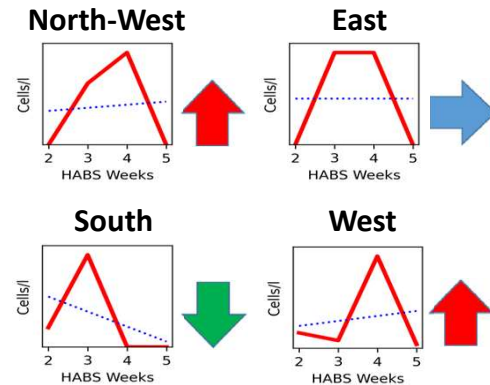 North-West
East
Cells/l
2 3 4 5
HABS Weeks
Cells/l
2 3 4 5
HABS Weeks
South
West
Cells/l
2 3 4 5
HABS Weeks
Cells/l
2 3 4 5
HABS Weeks